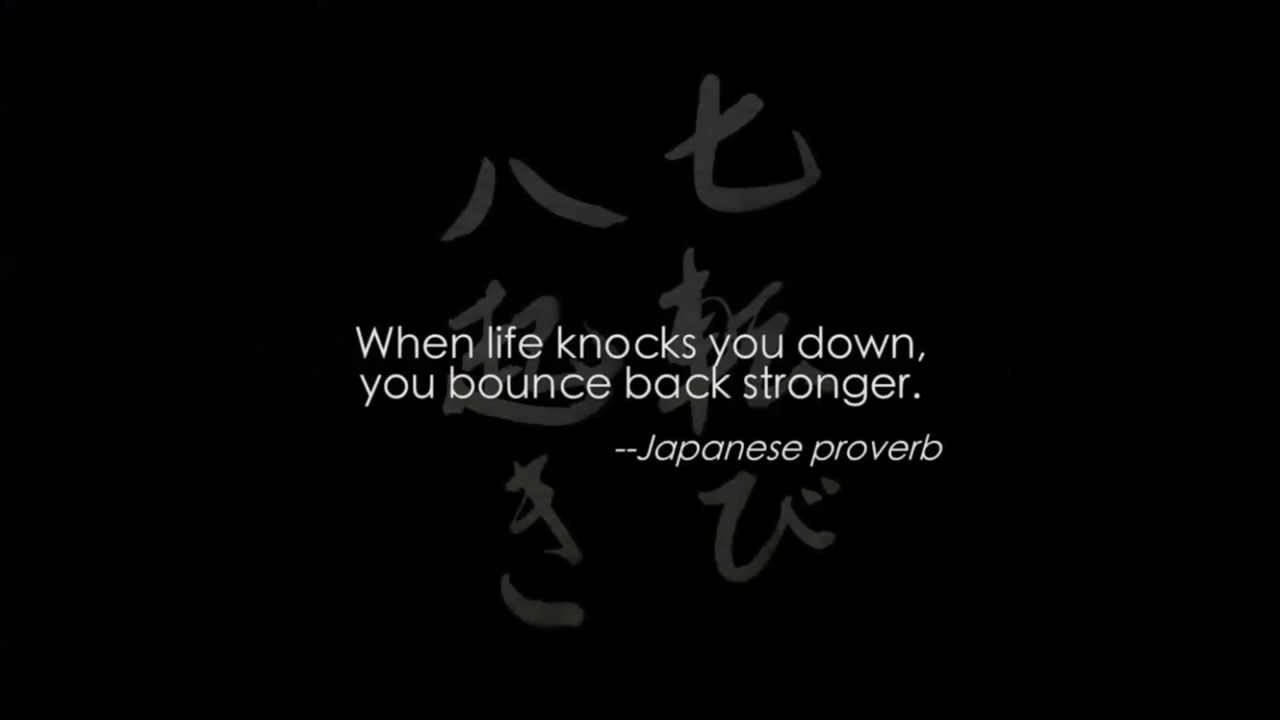 七転び
八起き
When life knocks you down,
you bounce back stronger.
--Japanese proverb